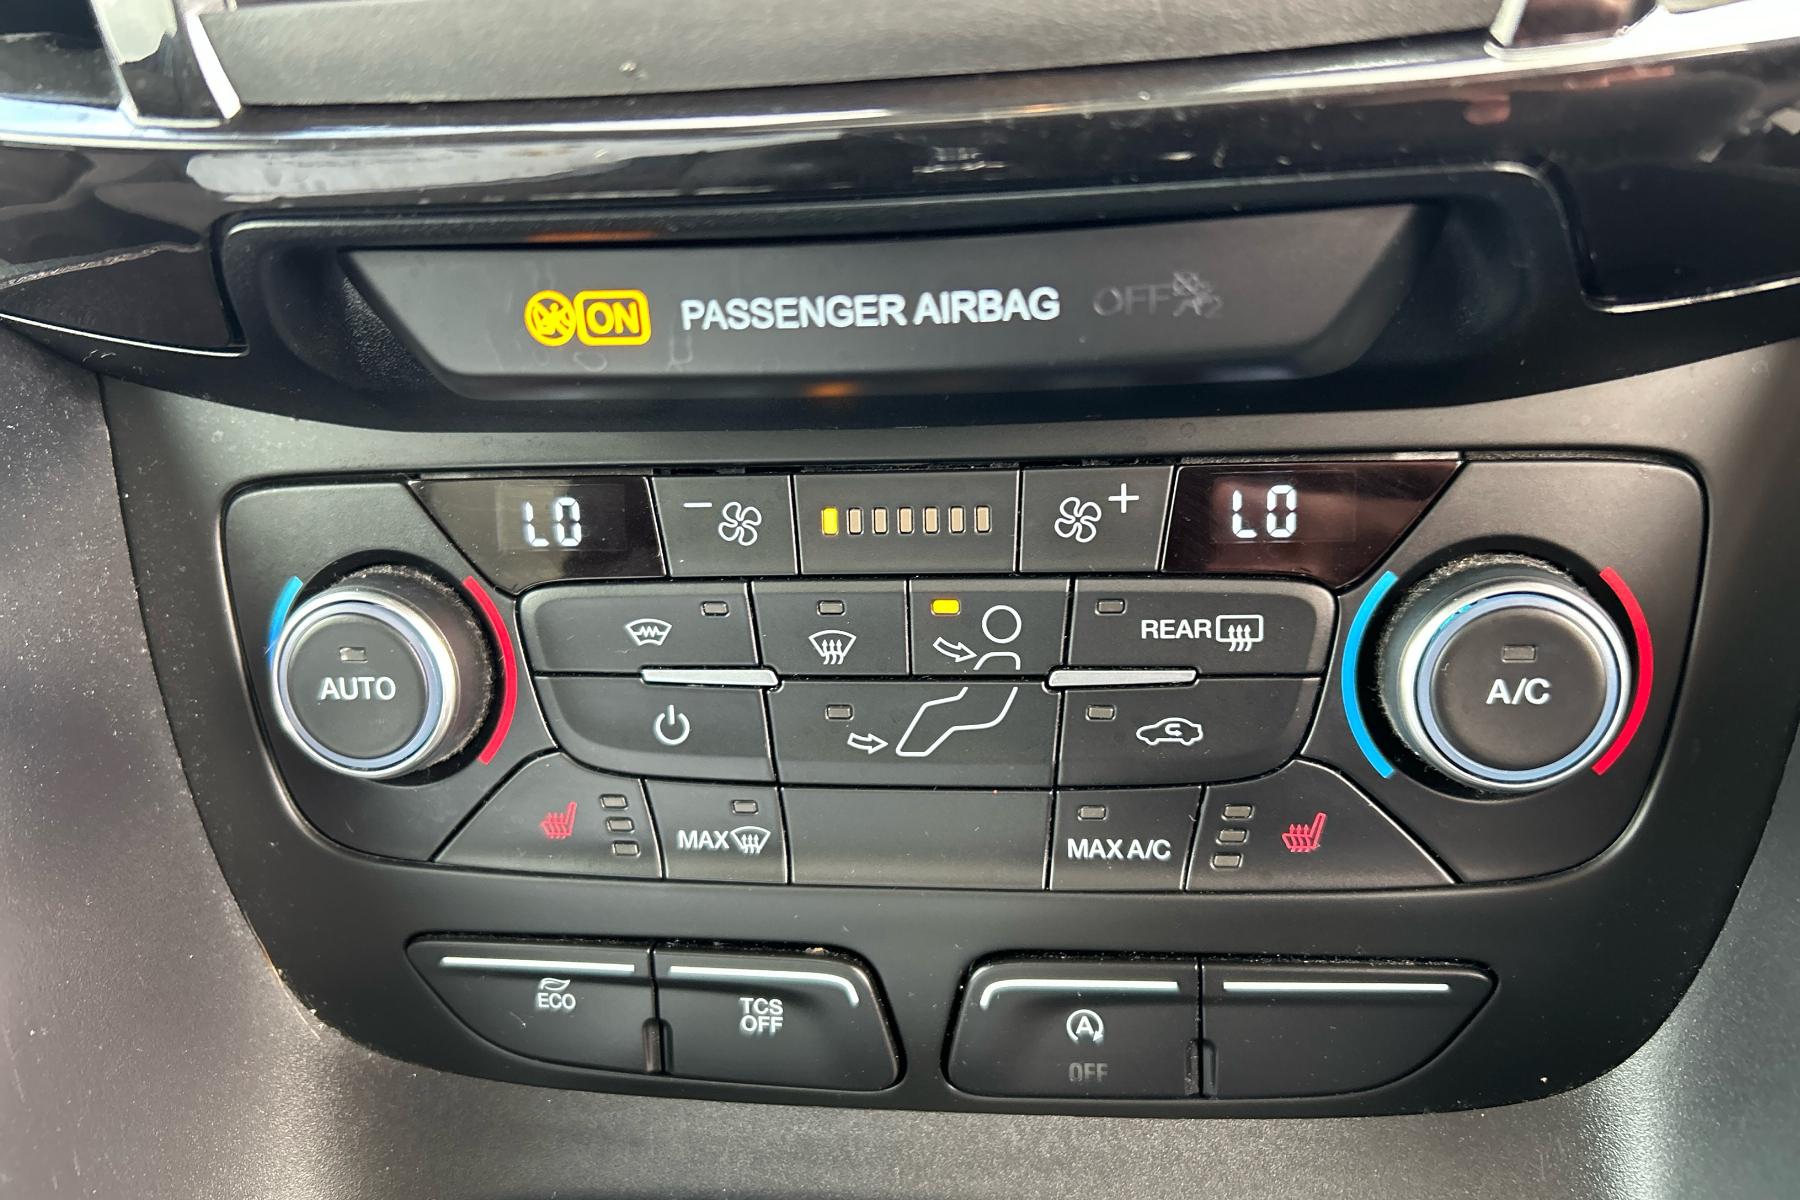 ON PASSENGER AIRBAG OFF
LO
LO
REAR
AUTO
A/C
MAX
MAX A/C
ECO
TCS
OFF
A
OFF